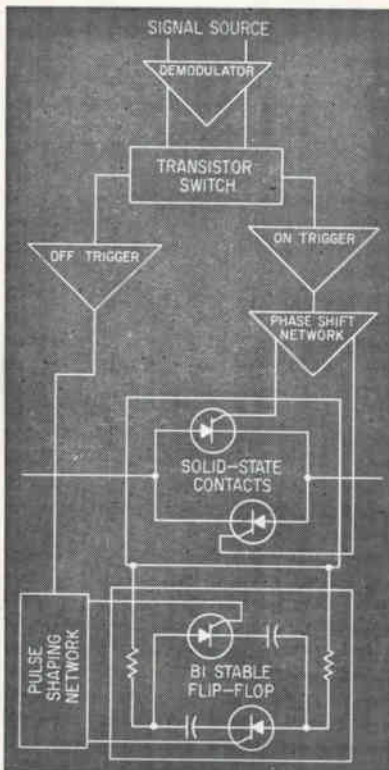 SIGNAL SOURCE
DEMODULATOR
TRANSISTOR
SWITCH
OFF TRIGGER
ON TRIGGER
PHASE SHIFT
NETWORK
SOLID-STATE
CONTACTS
PULSE
SHAPING
NETWORK
BI STABLE
FLIP-FLOP